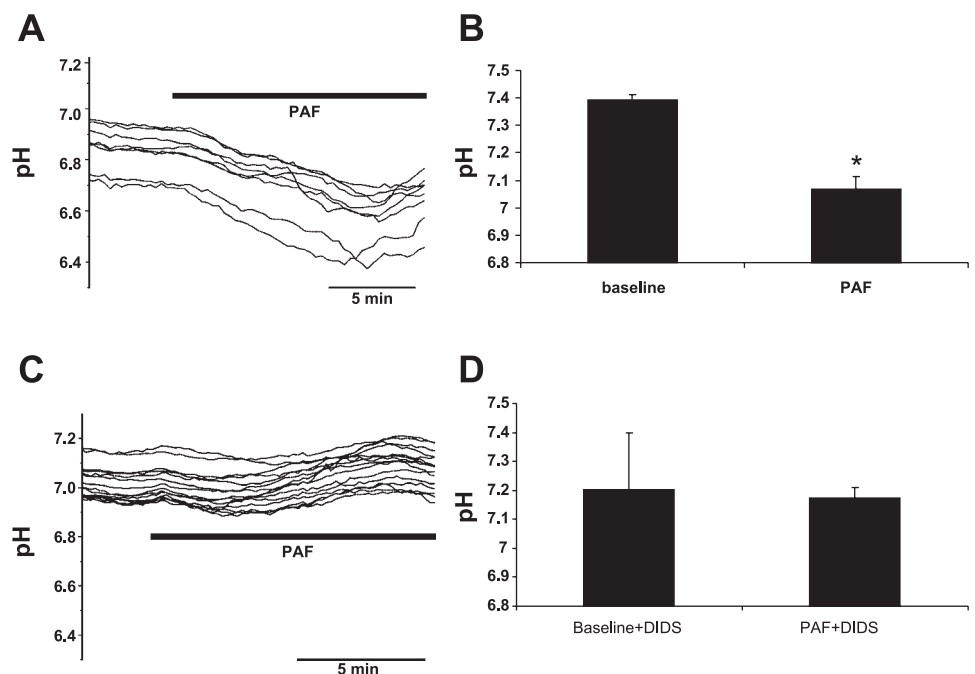 A
7.2
7.0
6.8
6.6
6.4
pH
PAF
5 min
B
7.5
7.4
7.3
7.2
7.1
7
6.9
6.8
pH
*
baseline
PAF
C
7.2
7.0
6.8
6.6
6.4
pH
PAF
5 min
D
7.5
7.4
7.3
7.2
7.1
7
6.9
6.8
pH
Baseline+DIDS
PAF+DIDS